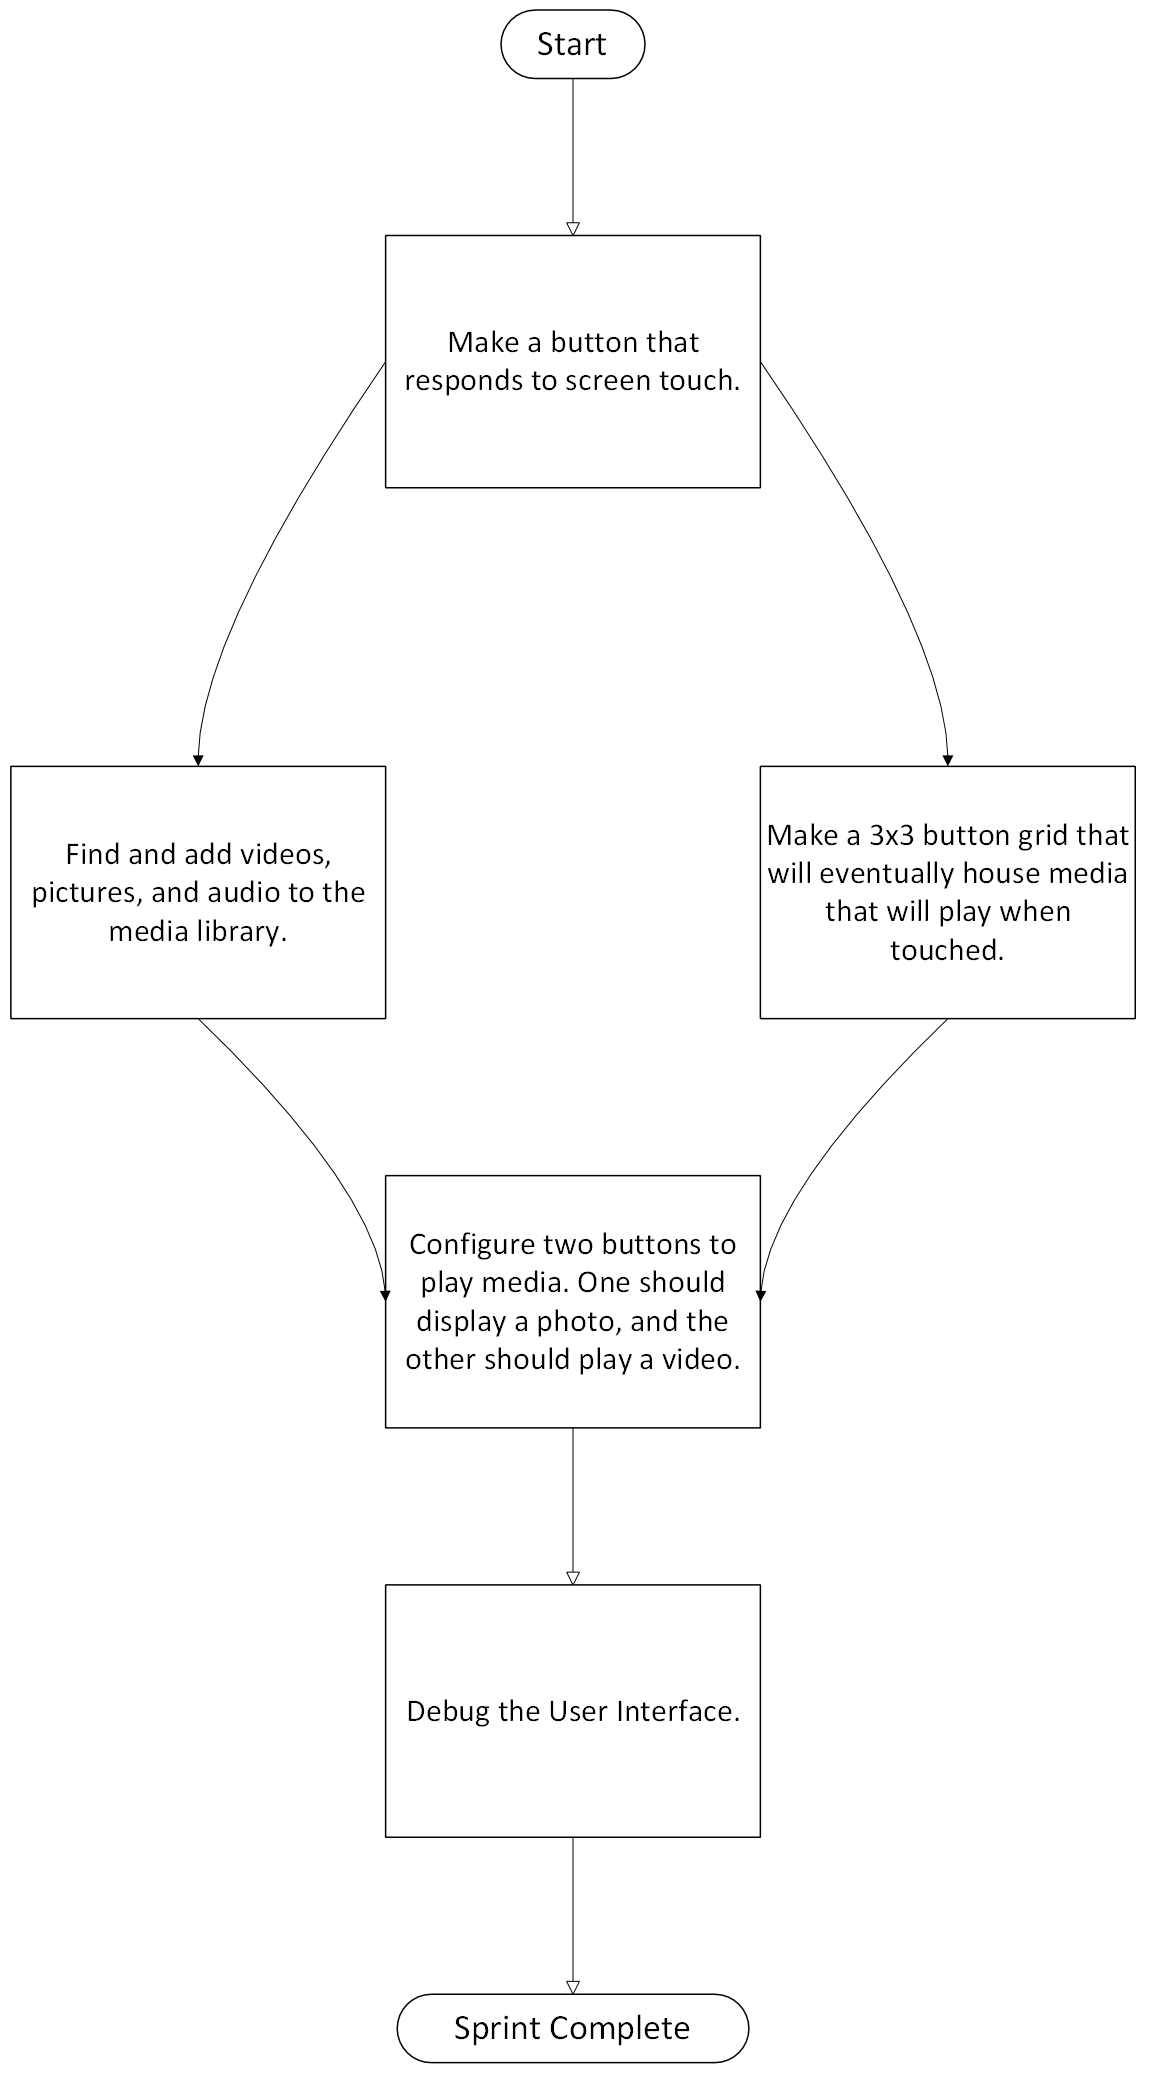 Start
Make a button that
responds to screen touch.
Find and add videos,
pictures, and audio to the
media library.
Make a 3x3 button grid that
will eventually house media
that will play when
touched.
Configure two buttons to
play media. One should
display a photo, and the
other should play a video.
Debug the User Interface.
Sprint Complete